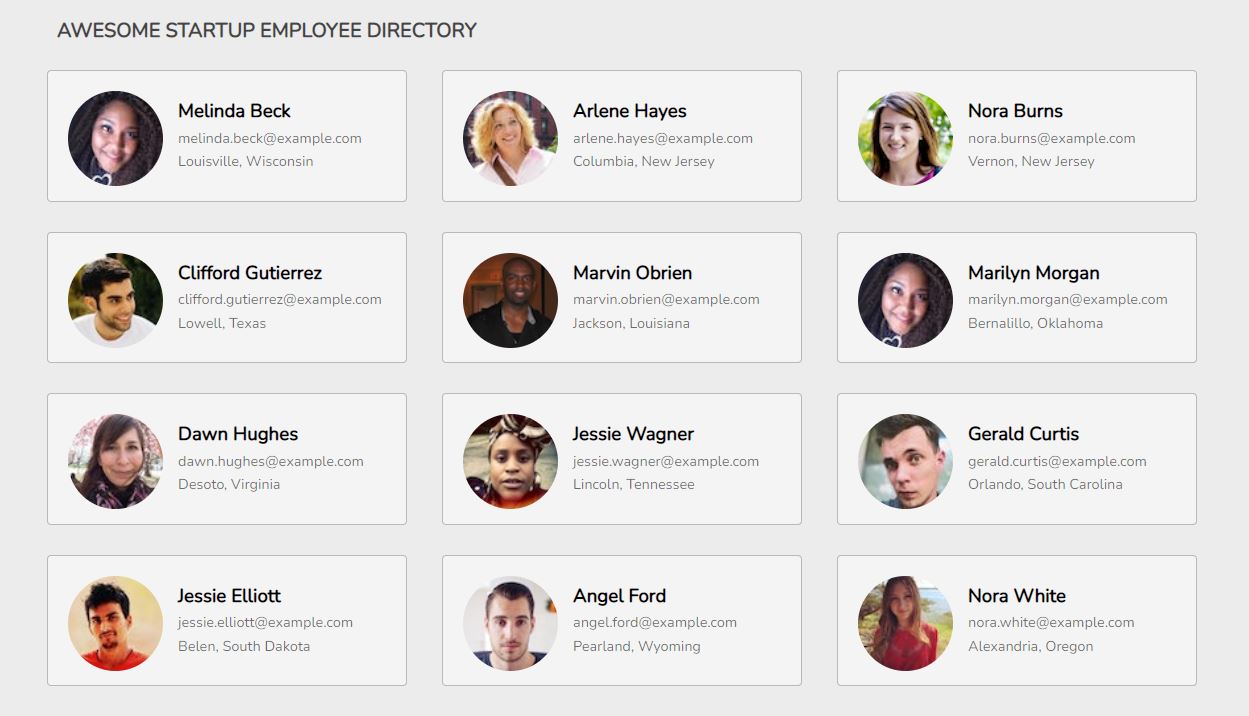 AWESOME STARTUP EMPLOYEE DIRECTORY
Melinda Beck
melinda.beck@example.com
Louisville, Wisconsin
Arlene Hayes
arlene.hayes@example.com
Columbia, New Jersey
Nora Burns
nora.burns@example.com
Vernon, New Jersey
Clifford Gutierrez
clifford.gutierrez@example.com
Lowell, Texas
Marvin Obrien
marvin.obrien@example.com
Jackson, Louisiana
Marilyn Morgan
marilyn.morgan@example.com
Bernalillo, Oklahoma
Dawn Hughes
dawn.hughes@example.com
Desoto, Virginia
Jessie Wagner
jessie.wagner@example.com
Lincoln, Tennessee
Gerald Curtis
gerald.curtis@example.com
Orlando, South Carolina
Jessie Elliott
jessie.elliott@example.com
Belen, South Dakota
Angel Ford
angel.ford@example.com
Pearland, Wyoming
Nora White
nora.white@example.com
Alexandria, Oregon